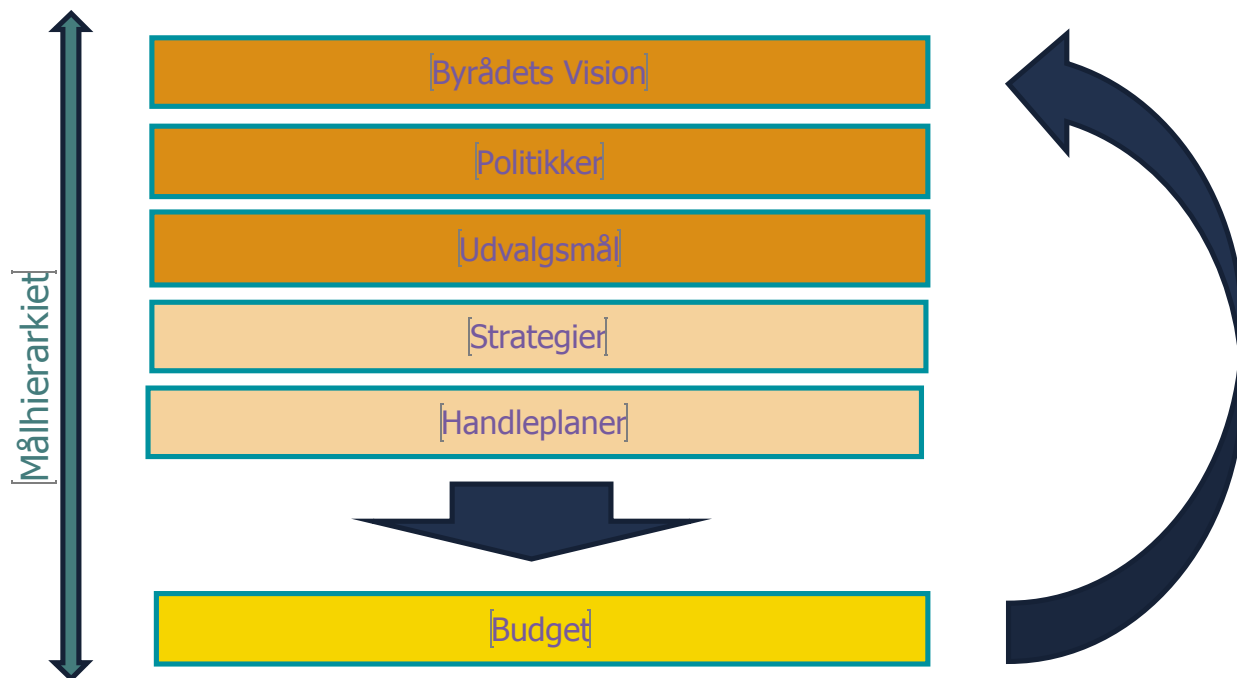 Byrådets Vision
Politikker
Udvalgsmål
Strategier
Handleplaner
Budget
Målhierarkiet